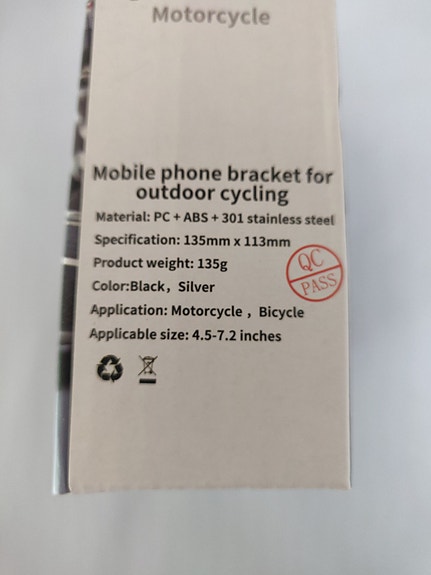 Motorcycle
Mobile phone bracket for
outdoor cycling
Material: PC + ABS + 301 stainless steel
Specification: 135mm x 113mm
Product weight: 135g
QC
PASS
Color:Black，Silver
Application: Motorcycle，Bicycle
Applicable size: 4.5-7.2 inches